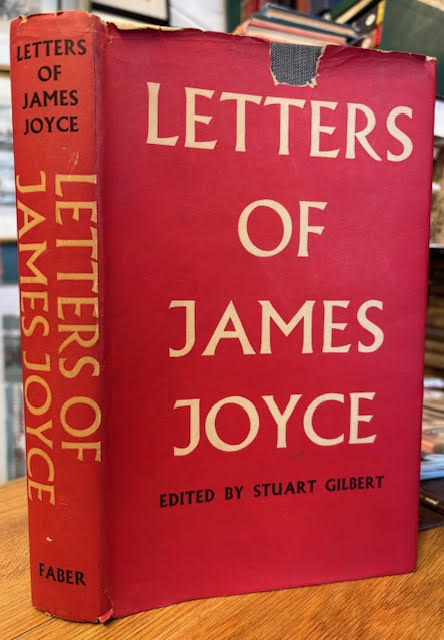 LETTERS
OF
JAMES
JOYCE
LETTERS OF
JAMES JOYCE
FABER
LETTERS
OF
JAMES
JOYCE
EDITED BY STUART GILBERT